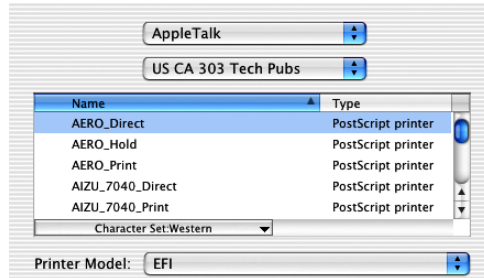 AppleTalk
US CA 303 Tech Pubs
Name Type
AERO_Direct PostScript printer
AERO_Hold PostScript printer
AERO_Print PostScript printer
AIZU_7040_Direct PostScript printer
AIZU_7040_Print PostScript printer
Character Set:Western
Printer Model: EFI